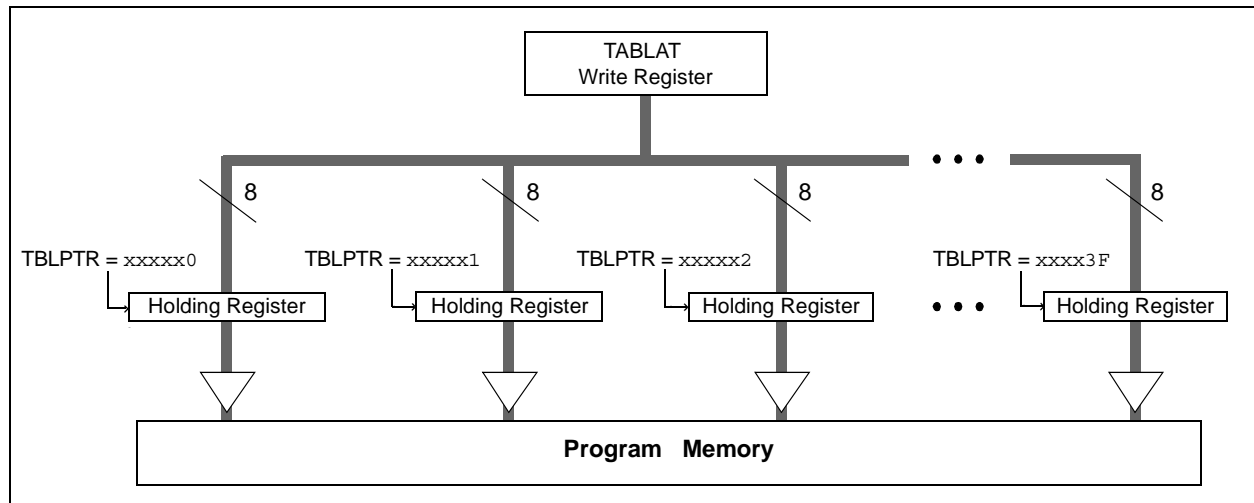 TABLAT
Write Register
8 8 8 8
TBLPTR = xxxxx0 TBLPTR = xxxxx1 TBLPTR = xxxxx2 TBLPTR = xxxx3F
Holding Register Holding Register Holding Register Holding Register
Program Memory